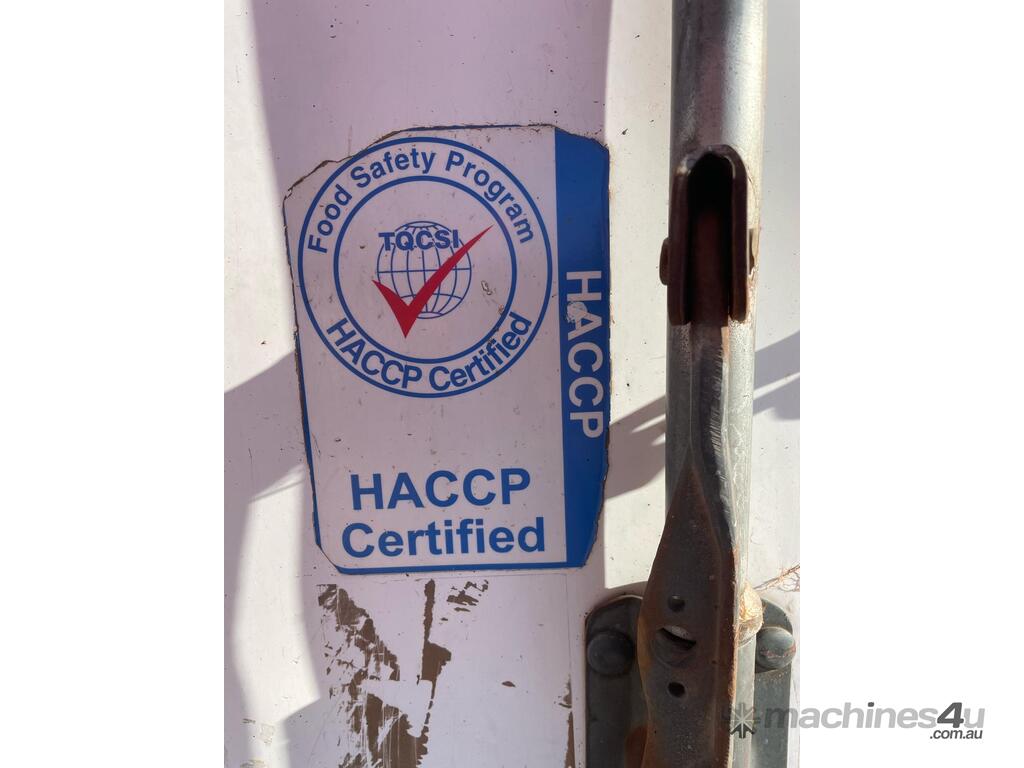 Food Safety Program
TQCSI
HACCP Certified
HACCP
HACCP
Certified
machines4u
.com.au